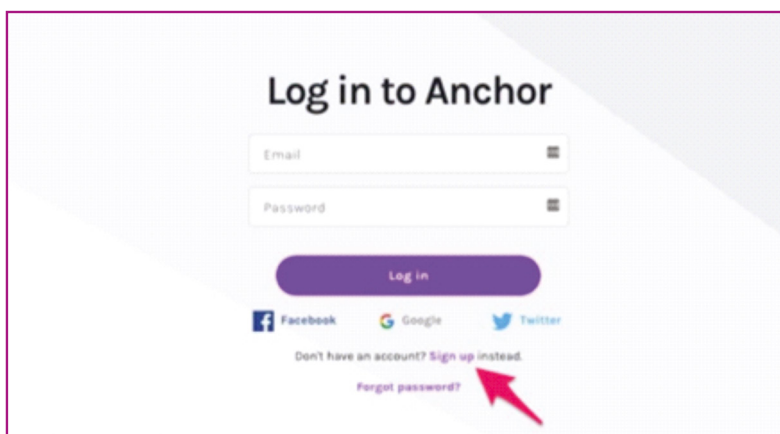 Log in to Anchor
Email
Password
Log in
Facebook Google Twitter
Don't have an account? Sign up instead.
Forgot password?